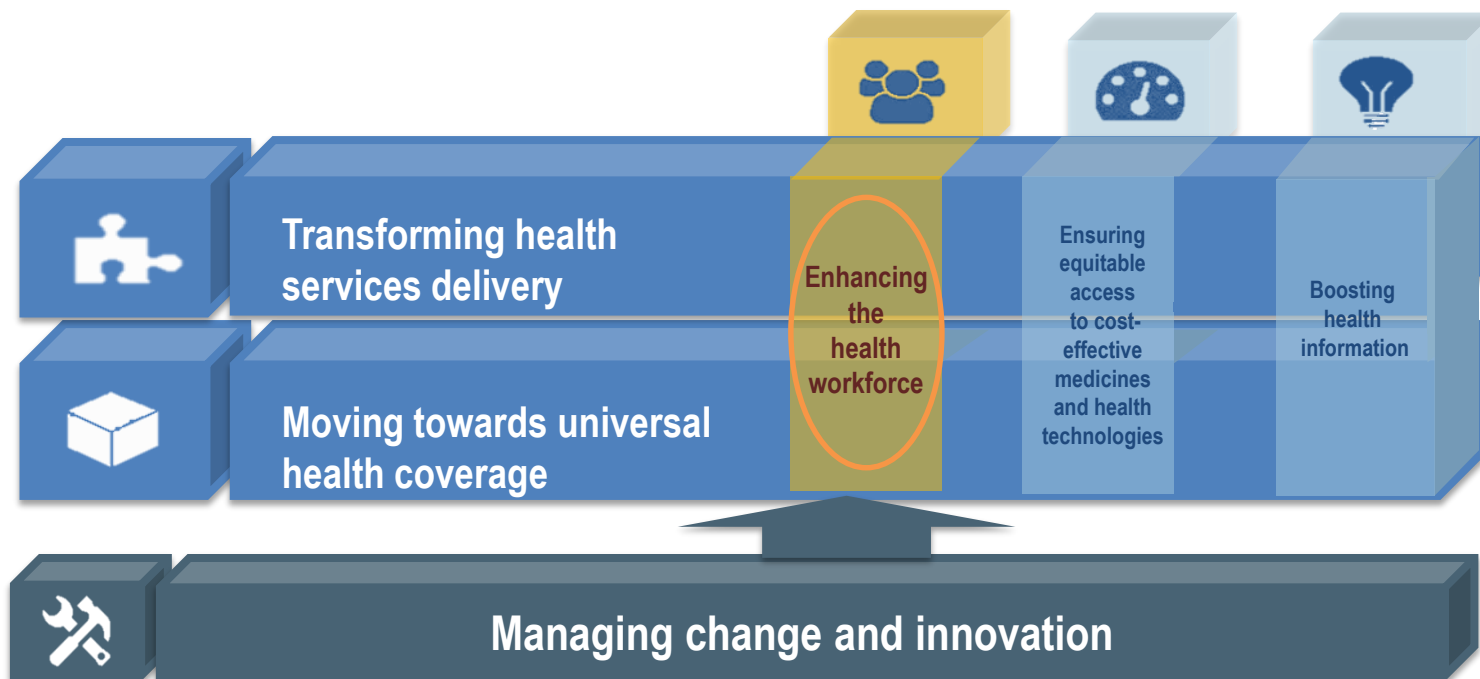 Transforming health
services delivery
Enhancing
the
health
workforce
Ensuring
equitable
access
to cost-
effective
medicines
and health
technologies
Boosting
health
information
Moving towards universal
health coverage
Managing change and innovation